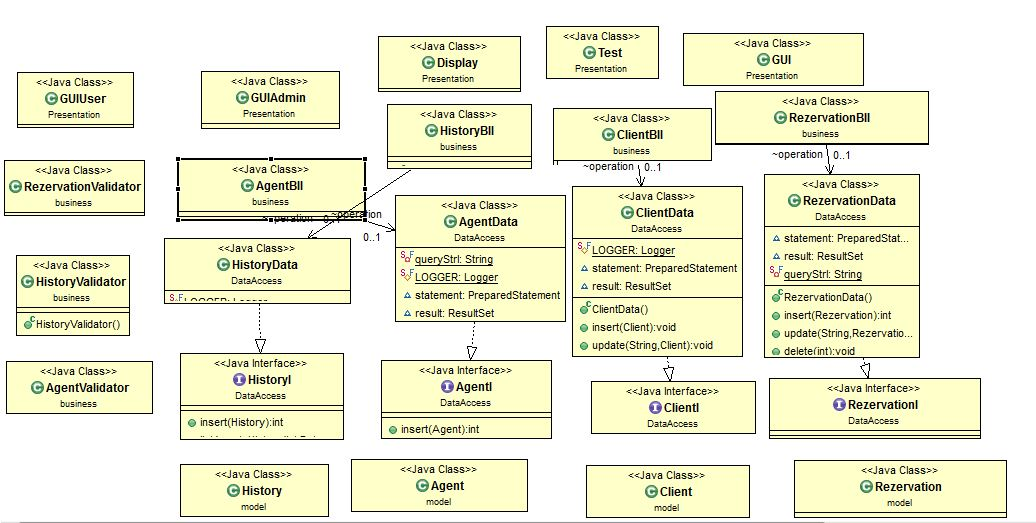 <<Java Class>>
Display
Presentation
<<Java Class>>
Test
Presentation
<<Java Class>>
GUI
Presentation
<<Java Class>>
GUIUser
Presentation
<<Java Class>>
GUIAdmin
Presentation
<<Java Class>>
HistoryBll
business
<<Java Class>>
ClientBll
business
<<Java Class>>
RezervationBll
business
~operation 0..1
~operation 0..1
<<Java Class>>
RezervationValidator
business
<<Java Class>>
AgentBll
business
~operation
~operation
0..1
<<Java Class>>
AgentData
DataAccess
queryStrI: String
LOGGER: Logger
statement: PreparedStatement
result: ResultSet
<<Java Class>>
ClientData
DataAccess
LOGGER: Logger
statement: PreparedStatement
result: ResultSet
ClientData()
insert(Client):void
update(String,Client):void
<<Java Class>>
RezervationData
DataAccess
statement: PreparedStat...
result: ResultSet
queryStrI: String
RezervationData()
insert(Rezervation):int
update(String,Rezervatio...
delete(int):void
<<Java Class>>
HistoryData
DataAccess
LOGGER: Logger
<<Java Class>>
HistoryValidator
business
HistoryValidator()
<<Java Class>>
AgentValidator
business
<<Java Interface>>
HistoryI
DataAccess
insert(History):int
<<Java Interface>>
AgentI
DataAccess
insert(Agent):int
<<Java Interface>>
ClientI
DataAccess
<<Java Interface>>
RezervationI
DataAccess
<<Java Class>>
History
model
<<Java Class>>
Agent
model
<<Java Class>>
Client
model
<<Java Class>>
Rezervation
model